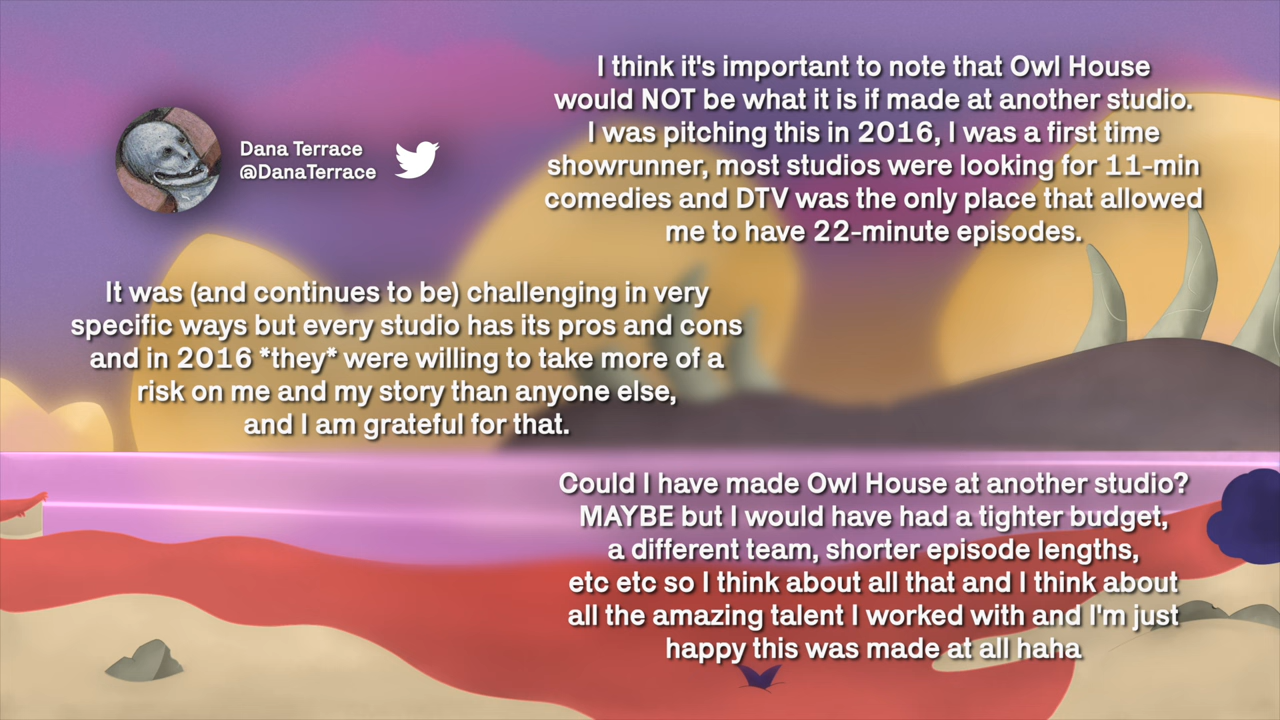 Dana Terrace
@DanaTerrace
I think it's important to note that Owl House
would NOT be what it is if made at another studio.
I was pitching this in 2016, I was a first time
showrunner, most studios were looking for 11-min
comedies and DTV was the only place that allowed
me to have 22-minute episodes.
It was (and continues to be) challenging in very
specific ways but every studio has its pros and cons
and in 2016 *they* were willing to take more of a
risk on me and my story than anyone else,
and I am grateful for that.
Could I have made Owl House at another studio?
MAYBE but I would have had a tighter budget,
a different team, shorter episode lengths,
etc etc so I think about all that and I think about
all the amazing talent I worked with and I'm just
happy this was made at all haha